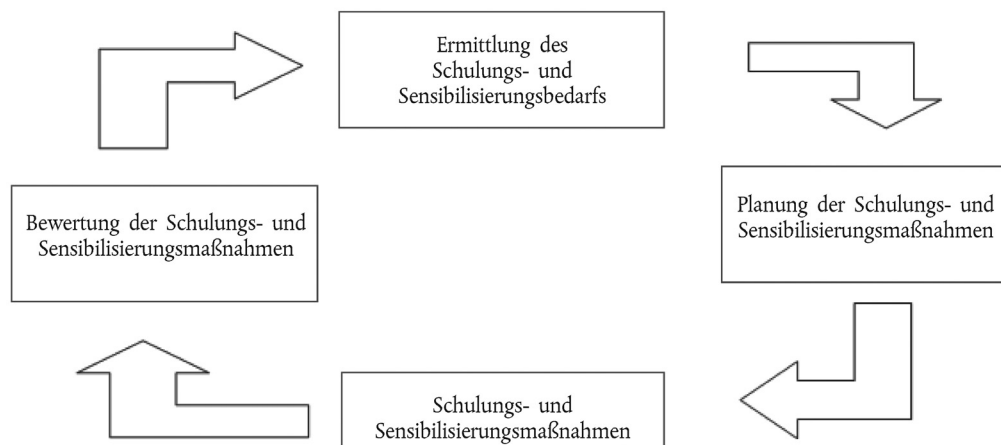 Ermittlung des
Schulungs- und
Sensibilisierungsbedarfs
Planung der Schulungs- und
Sensibilisierungsmaßnahmen
Schulungs- und
Sensibilisierungsmaßnahmen
Bewertung der Schulungs- und
Sensibilisierungsmaßnahmen